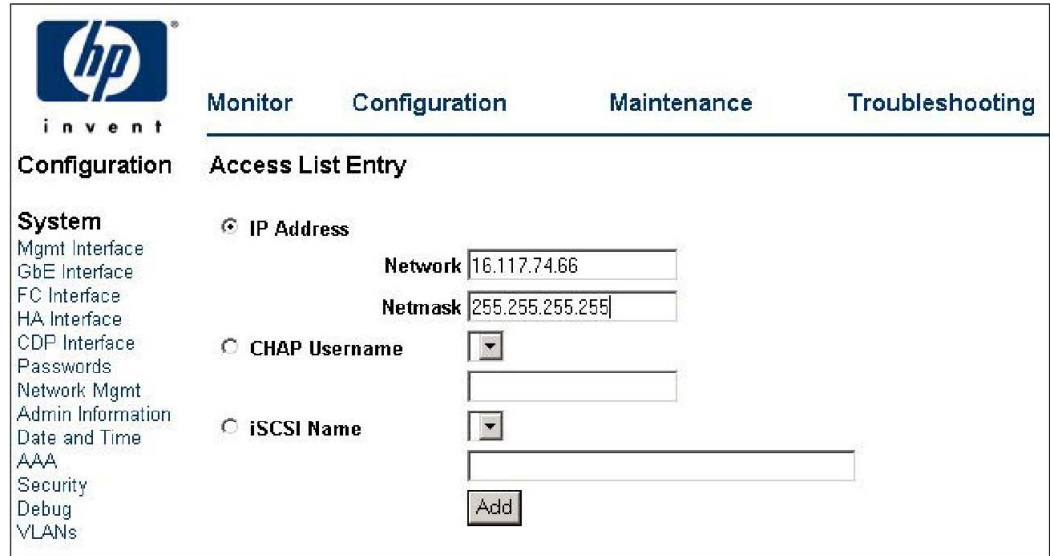 hp
®
invent
Monitor Configuration Maintenance Troubleshooting
Configuration
Access List Entry
System
Mgmt Interface
GbE Interface
FC Interface
HA Interface
CDP Interface
Passwords
Network Mgmt
Admin Information
Date and Time
AAA
Security
Debug
VLANs
IP Address
Network 16.117.74.66
Netmask 255.255.255.255
CHAP Username
iSCSI Name
Add